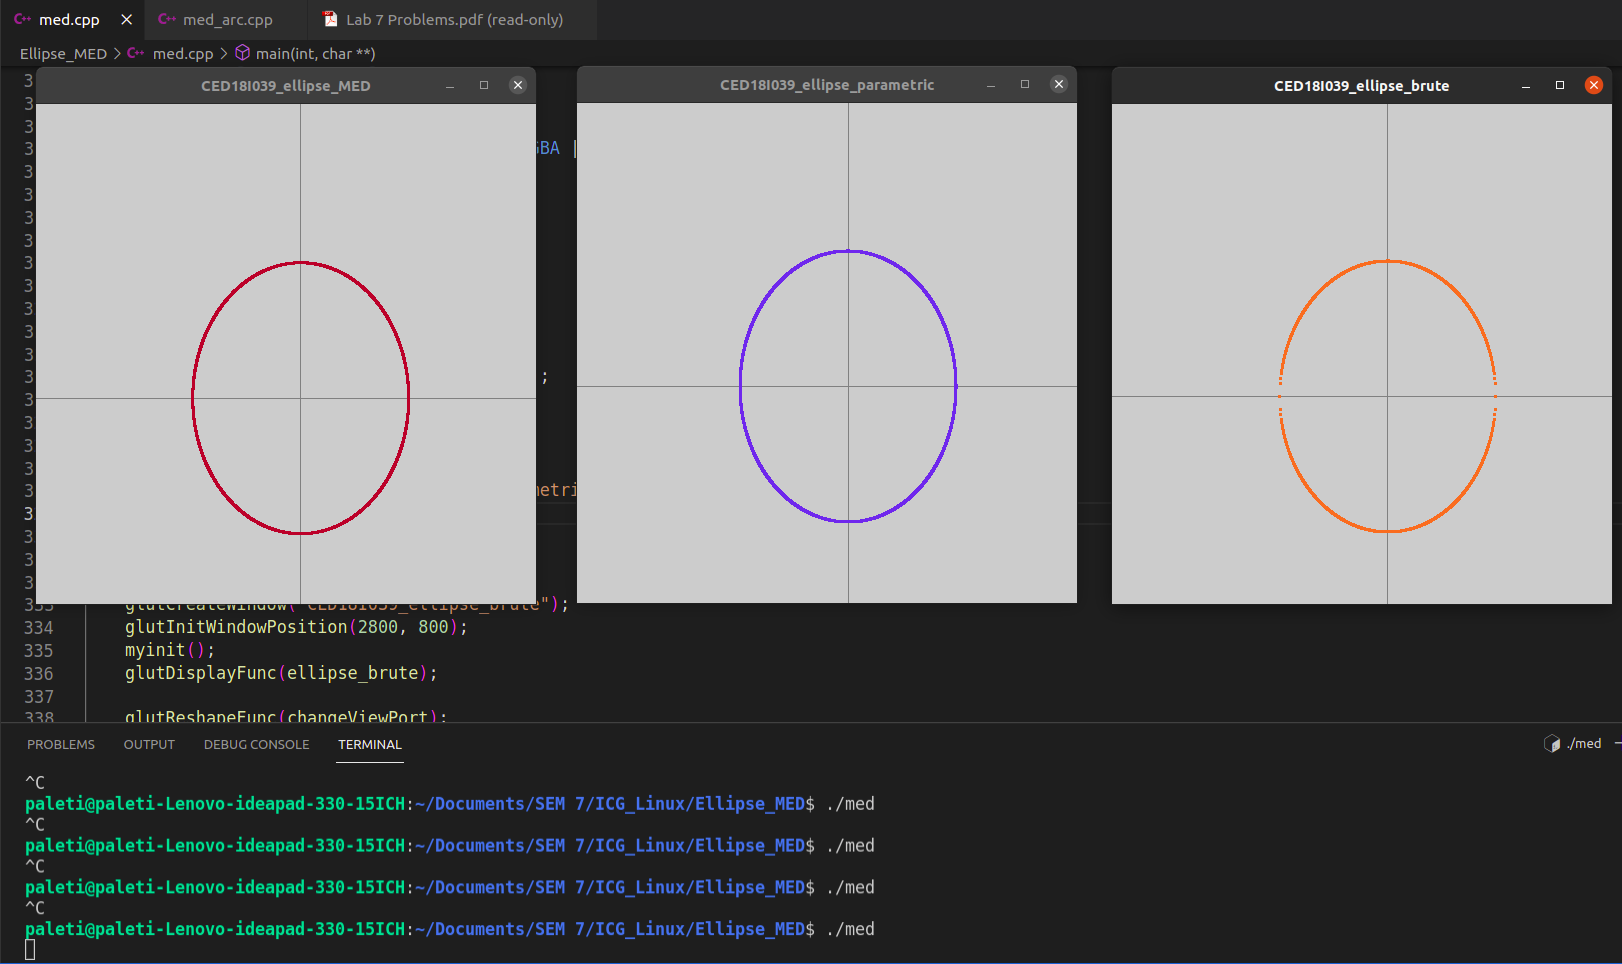 med.cpp
med_arc.cpp
Lab 7 Problems.pdf (read-only)
Ellipse_MED > med.cpp > main(int, char **)
CED18I039_ellipse_MED
CED18I039_ellipse_parametric
CED18I039_ellipse_brute
3
3
3
3
GBA |
3
3
3
3
3
3
3
3
3
3
;
3
3
3
3
3
metri
3
3
3
3
333 glutCreateWindow("CED18I039_ellipse_brute");
334 glutInitWindowPosition(2800, 800);
335 myinit();
336 glutDisplayFunc(ellipse_brute);
337
338 glutReshapeFunc(changeViewPort);
PROBLEMS OUTPUT DEBUG CONSOLE TERMINAL
./med
^C
paleti@paleti-Lenovo-ideapad-330-15ICH:~/Documents/SEM 7/ICG_Linux/Ellipse_MED$ ./med
^C
paleti@paleti-Lenovo-ideapad-330-15ICH:~/Documents/SEM 7/ICG_Linux/Ellipse_MED$ ./med
^C
paleti@paleti-Lenovo-ideapad-330-15ICH:~/Documents/SEM 7/ICG_Linux/Ellipse_MED$ ./med
^C
paleti@paleti-Lenovo-ideapad-330-15ICH:~/Documents/SEM 7/ICG_Linux/Ellipse_MED$ ./med